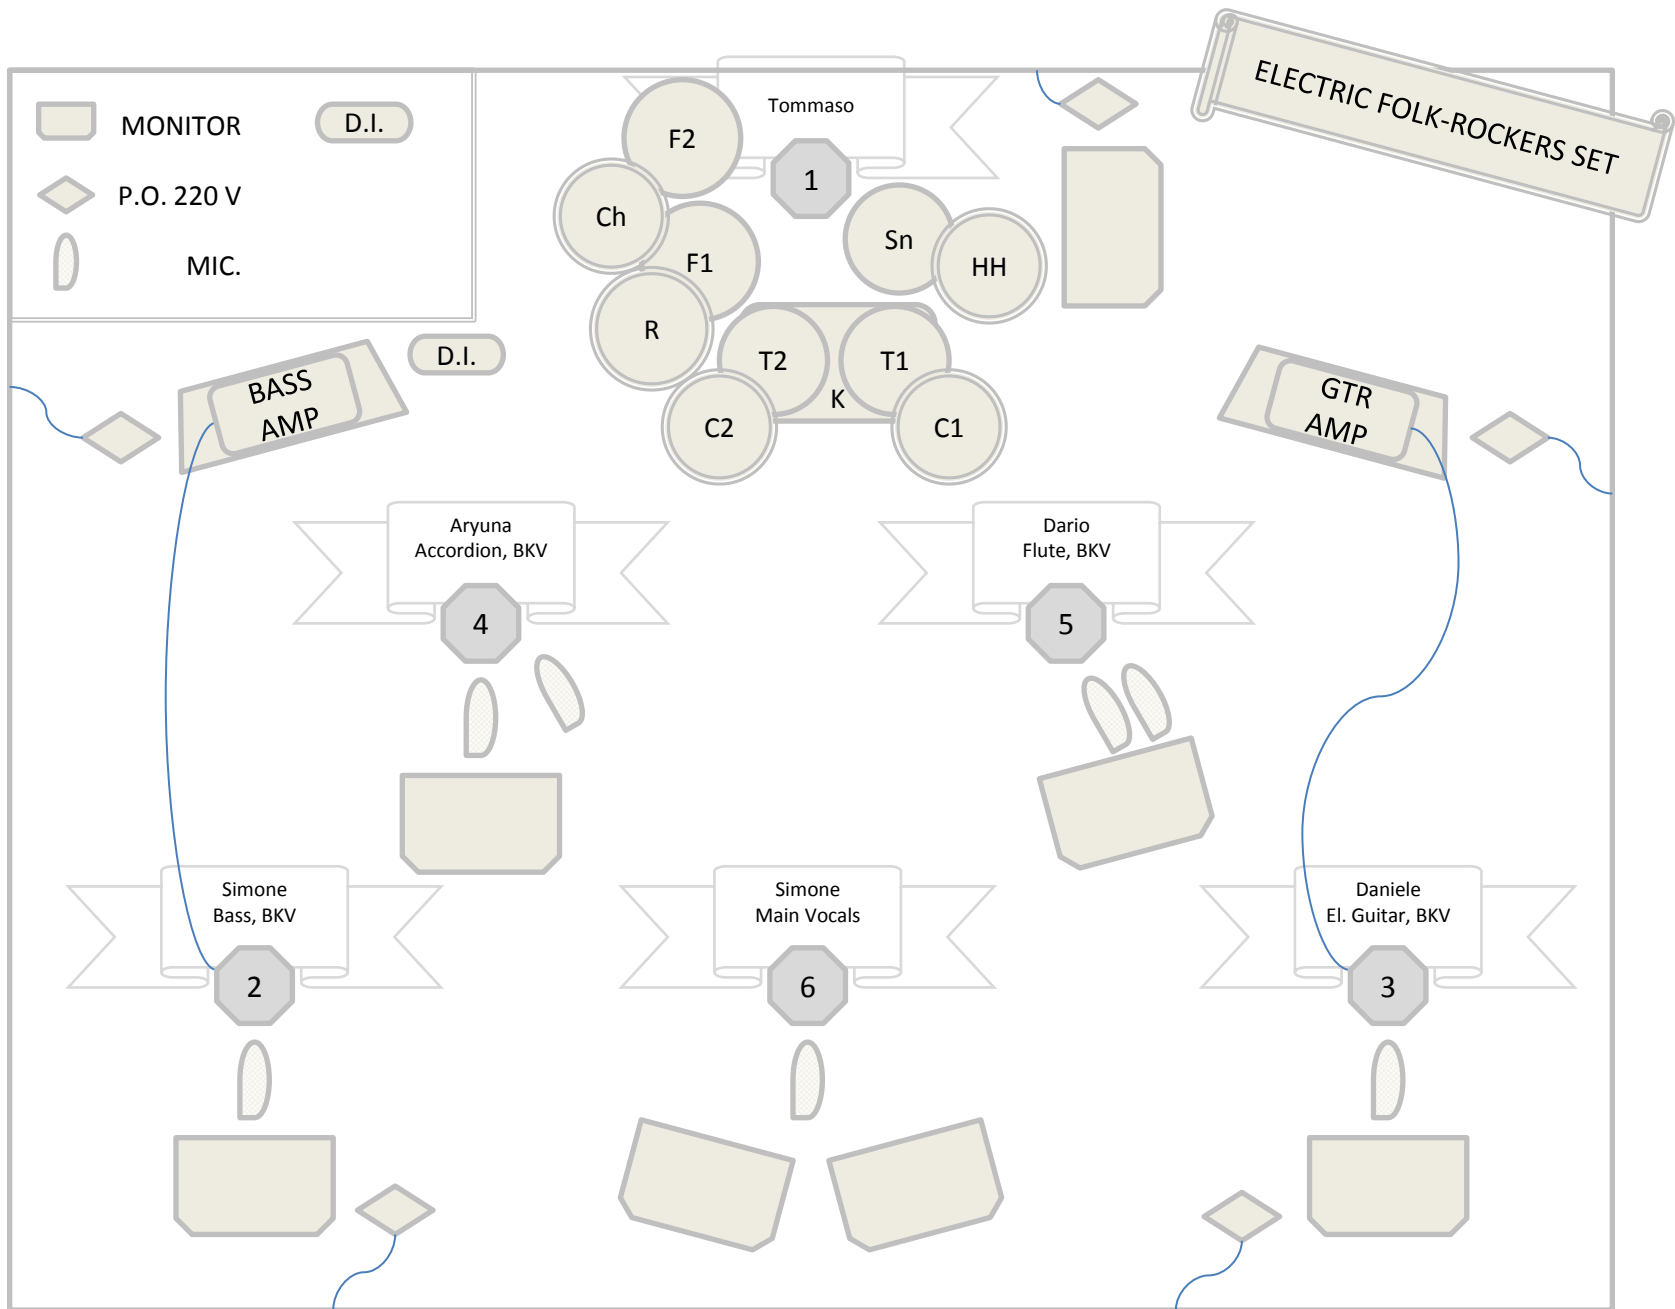 ELECTRIC FOLK-ROCKERS SET
MONITOR
D.I.
P.O. 220 V
MIC.
Tommaso
1
F2
Ch
F1
Sn
HH
R
T2
T1
K
C2
C1
D.I.
BASS
AMP
GTR
AMP
Aryuna
Accordion, BKV
4
Dario
Flute, BKV
5
Simone
Bass, BKV
2
Simone
Main Vocals
6
Daniele
El. Guitar, BKV
3